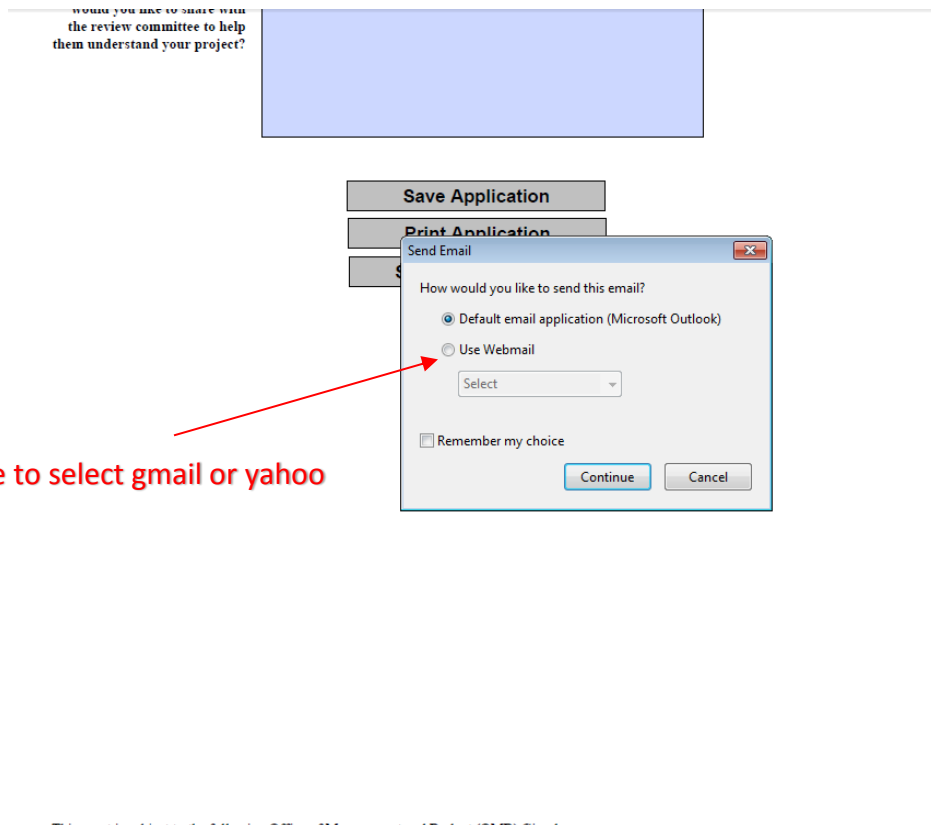 would you like to share with
the review committee to help
them understand your project?
Save Application
Print Application
S
Send Email
How would you like to send this email?
Default email application (Microsoft Outlook)
Use Webmail
Select
Remember my choice
Continue Cancel
e to select gmail or yahoo